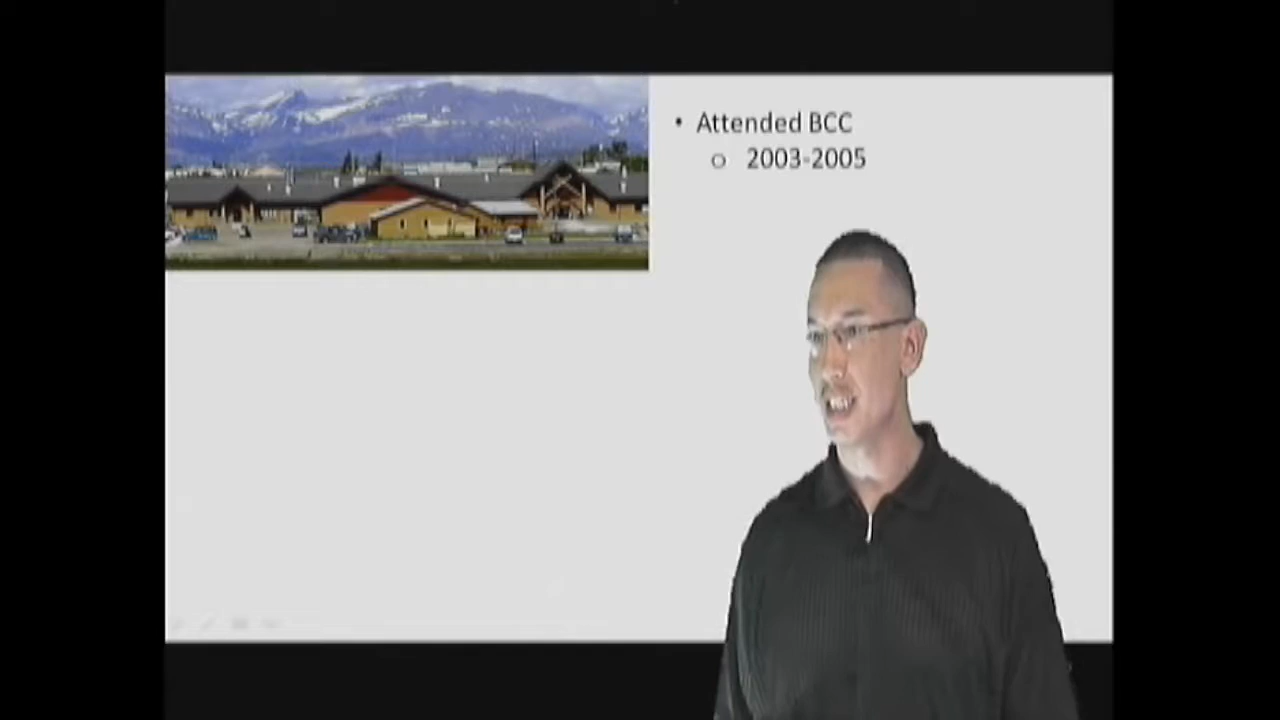 • Attended BCC
o 2003-2005